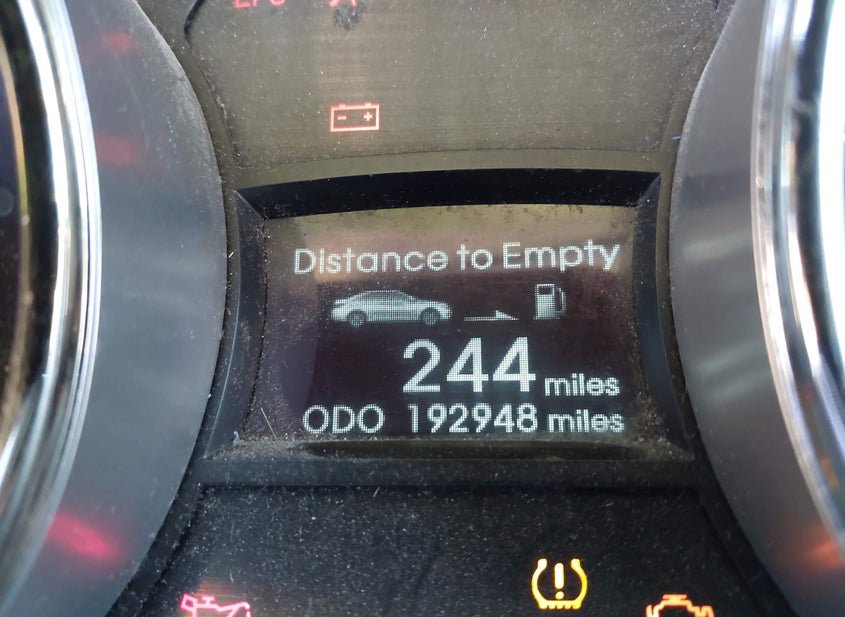 Distance to Empty
244 miles
ODO 192948 miles